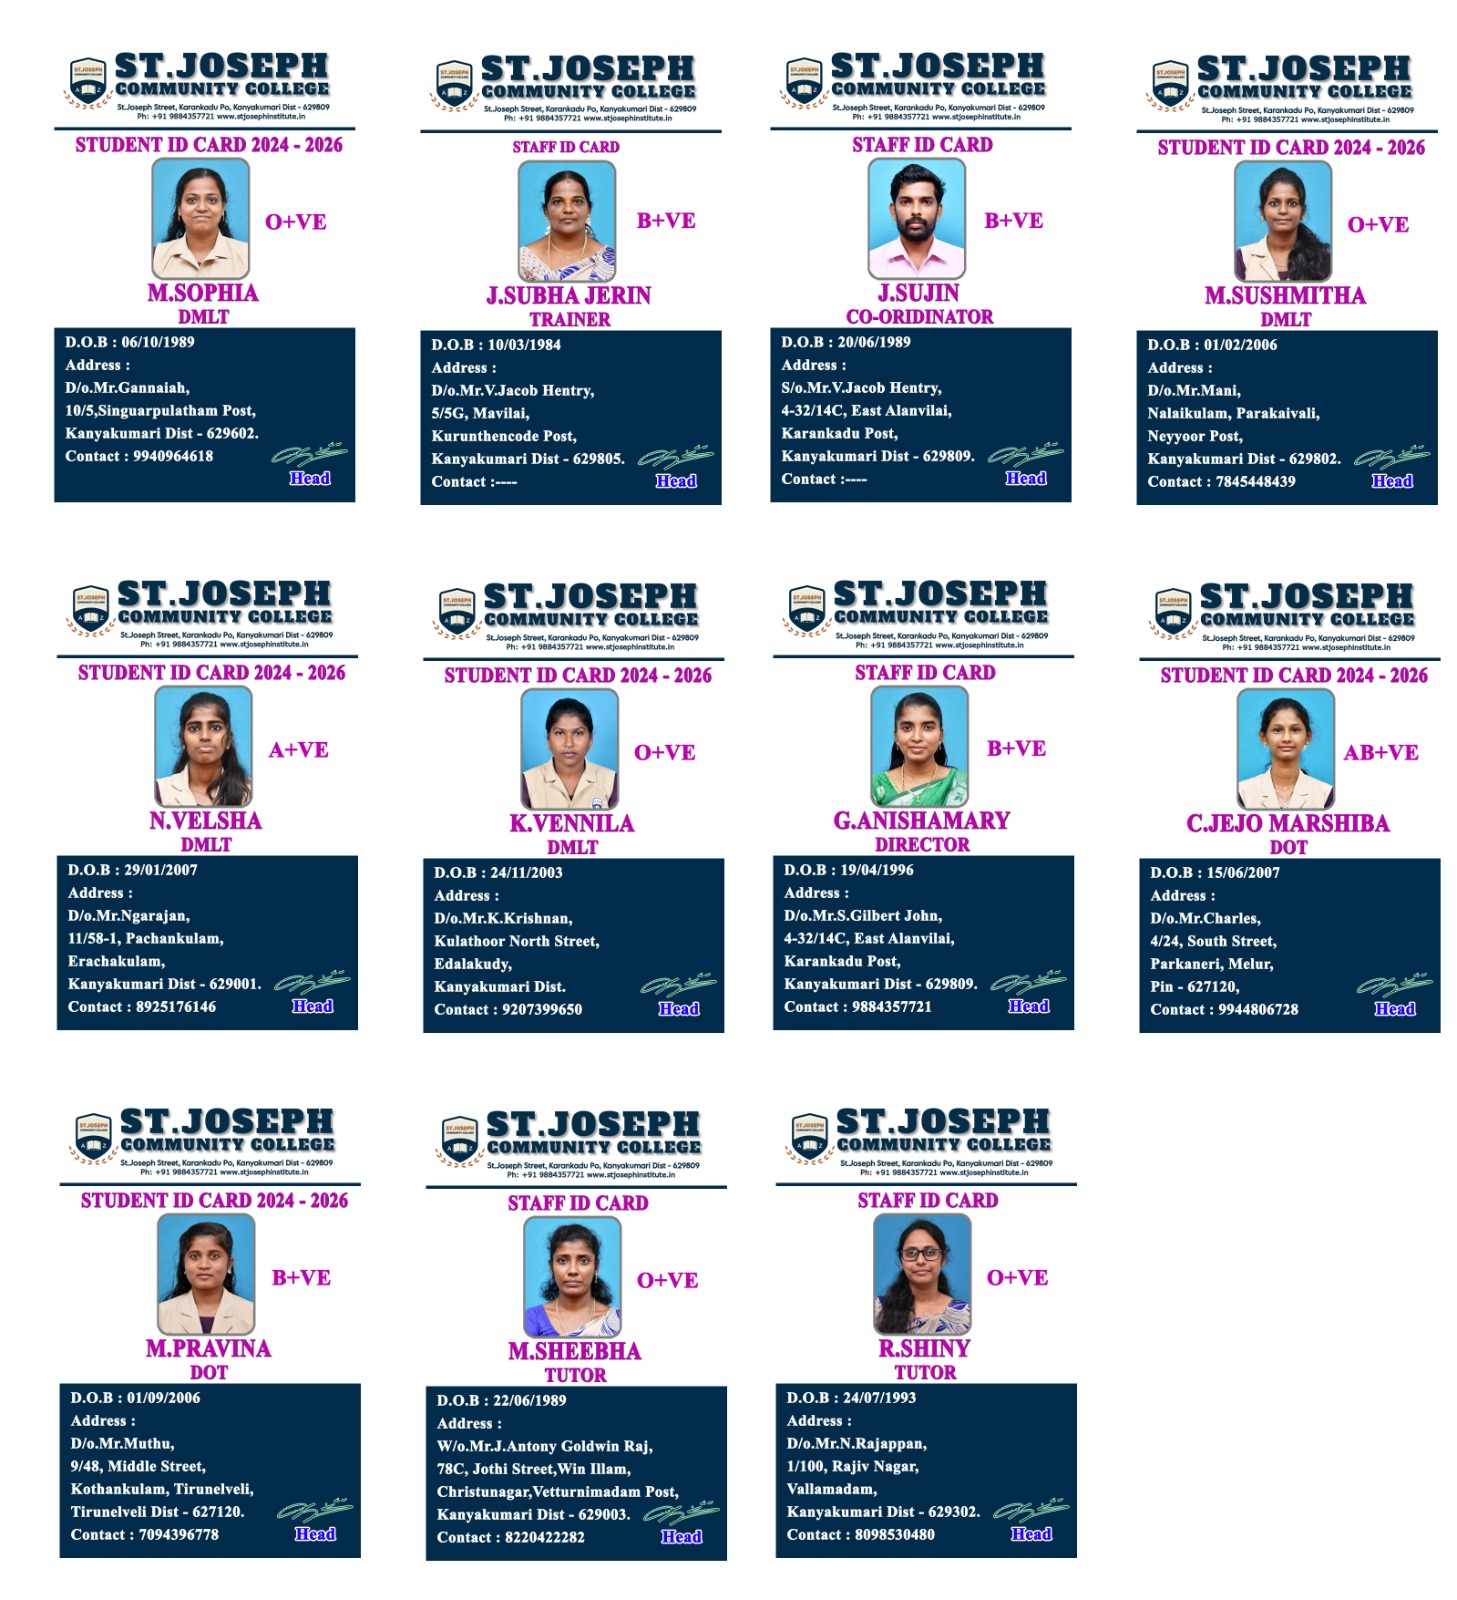 ST.JOSEPH
COMMUNITY COLLEGE
St.Joseph Street, Karankadu Po, Kanyakumari Dist - 629809
Ph: +91 9884357721 www.stjosephinstitute.in
STUDENT ID CARD 2024 - 2026
O+VE
M.SOPHIA
DMLT
D.O.B : 06/10/1989
Address :
D/o.Mr.Gannaiah,
10/5,Singuarpulatham Post,
Kanyakumari Dist - 629602.
Contact : 9940964618
Head
ST.JOSEPH
COMMUNITY COLLEGE
St.Joseph Street, Karankadu Po, Kanyakumari Dist - 629809
Ph: +91 9884357721 www.stjosephinstitute.in
STAFF ID CARD
B+VE
J.SUBHA JERIN
TRAINER
D.O.B : 10/03/1984
Address :
D/o.Mr.V.Jacob Hentry,
5/5G, Mavilai,
Kurunthencode Post,
Kanyakumari Dist - 629805.
Contact :----
Head
ST.JOSEPH
COMMUNITY COLLEGE
St.Joseph Street, Karankadu Po, Kanyakumari Dist - 629809
Ph: +91 9884357721 www.stjosephinstitute.in
STAFF ID CARD
B+VE
J.SUJIN
CO-ORIDINATOR
D.O.B : 20/06/1989
Address :
S/o.Mr.V.Jacob Hentry,
4-32/14C, East Alanvilai,
Karankadu Post,
Kanyakumari Dist - 629809.
Contact :----
Head
ST.JOSEPH
COMMUNITY COLLEGE
St.Joseph Street, Karankadu Po, Kanyakumari Dist - 629809
Ph: +91 9884357721 www.stjosephinstitute.in
STUDENT ID CARD 2024 - 2026
O+VE
M.SUSHMITHA
DMLT
D.O.B : 01/02/2006
Address :
D/o.Mr.Mani,
Nalaikulam, Parakaivali,
Neyyoor Post,
Kanyakumari Dist - 629802.
Contact : 7845448439
Head
ST.JOSEPH
COMMUNITY COLLEGE
St.Joseph Street, Karankadu Po, Kanyakumari Dist - 629809
Ph: +91 9884357721 www.stjosephinstitute.in
STUDENT ID CARD 2024 - 2026
A+VE
N.VELSHA
DMLT
D.O.B : 29/01/2007
Address :
D/o.Mr.Ngarajan,
11/58-1, Pachankulam,
Erachakulam,
Kanyakumari Dist - 629001.
Contact : 8925176146
Head
ST.JOSEPH
COMMUNITY COLLEGE
St.Joseph Street, Karankadu Po, Kanyakumari Dist - 629809
Ph: +91 9884357721 www.stjosephinstitute.in
STUDENT ID CARD 2024 - 2026
O+VE
K.VENNILA
DMLT
D.O.B : 24/11/2003
Address :
D/o.Mr.K.Krishnan,
Kulathoor North Street,
Edalakudy,
Kanyakumari Dist.
Contact : 9207399650
Head
ST.JOSEPH
COMMUNITY COLLEGE
St.Joseph Street, Karankadu Po, Kanyakumari Dist - 629809
Ph: +91 9884357721 www.stjosephinstitute.in
STAFF ID CARD
B+VE
G.ANISHAMARY
DIRECTOR
D.O.B : 19/04/1996
Address :
D/o.Mr.S.Gilbert John,
4-32/14C, East Alanvilai,
Karankadu Post,
Kanyakumari Dist - 629809.
Contact : 9884357721
Head
ST.JOSEPH
COMMUNITY COLLEGE
St.Joseph Street, Karankadu Po, Kanyakumari Dist - 629809
Ph: +91 9884357721 www.stjosephinstitute.in
STUDENT ID CARD 2024 - 2026
AB+VE
C.JEJO MARSHIBA
DOT
D.O.B : 15/06/2007
Address :
D/o.Mr.Charles,
4/24, South Street,
Parkaneri, Melur,
Pin - 627120,
Contact : 9944806728
Head
ST.JOSEPH
COMMUNITY COLLEGE
St.Joseph Street, Karankadu Po, Kanyakumari Dist - 629809
Ph: +91 9884357721 www.stjosephinstitute.in
STUDENT ID CARD 2024 - 2026
B+VE
M.PRAVINA
DOT
D.O.B : 01/09/2006
Address :
D/o.Mr.Muthu,
9/48, Middle Street,
Kothankulam, Tirunelveli,
Tirunelveli Dist - 627120.
Contact : 7094396778
Head
ST.JOSEPH
COMMUNITY COLLEGE
St.Joseph Street, Karankadu Po, Kanyakumari Dist - 629809
Ph: +91 9884357721 www.stjosephinstitute.in
STAFF ID CARD
O+VE
M.SHEEBHA
TUTOR
D.O.B : 22/06/1989
Address :
W/o.Mr.J.Antony Goldwin Raj,
78C, Jothi Street,Win Illam,
Christunagar,Vetturnimadam Post,
Kanyakumari Dist - 629003.
Contact : 8220422282
Head
ST.JOSEPH
COMMUNITY COLLEGE
St.Joseph Street, Karankadu Po, Kanyakumari Dist - 629809
Ph: +91 9884357721 www.stjosephinstitute.in
STAFF ID CARD
O+VE
R.SHINY
TUTOR
D.O.B : 24/07/1993
Address :
D/o.Mr.N.Rajappan,
1/100, Rajiv Nagar,
Vallamadam,
Kanyakumari Dist - 629302.
Contact : 8098530480
Head